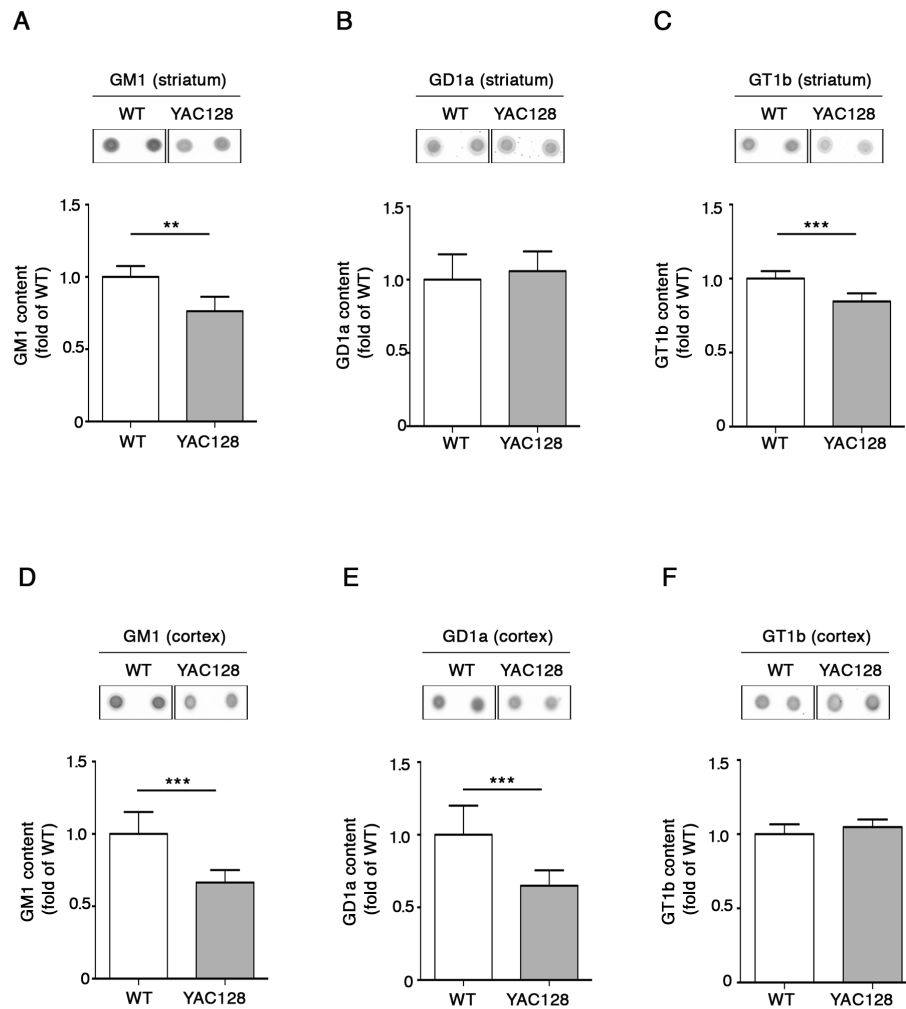 A
B
C
GM1 (striatum)
GD1a (striatum)
GT1b (striatum)
WT YAC128
WT YAC128
WT YAC128
GM1 content
(fold of WT)
1.5
1.0
0.5
0
**
WT YAC128
GD1a content
(fold of WT)
1.5
1.0
0.5
0
WT YAC128
GT1b content
(fold of WT)
1.5
1.0
0.5
0
***
WT YAC128
D
E
F
GM1 (cortex)
GD1a (cortex)
GT1b (cortex)
WT YAC128
WT YAC128
WT YAC128
GM1 content
(fold of WT)
1.5
1.0
0.5
0
***
WT YAC128
GD1a content
(fold of WT)
1.5
1.0
0.5
0
***
WT YAC128
GT1b content
(fold of WT)
1.5
1.0
0.5
0
WT YAC128